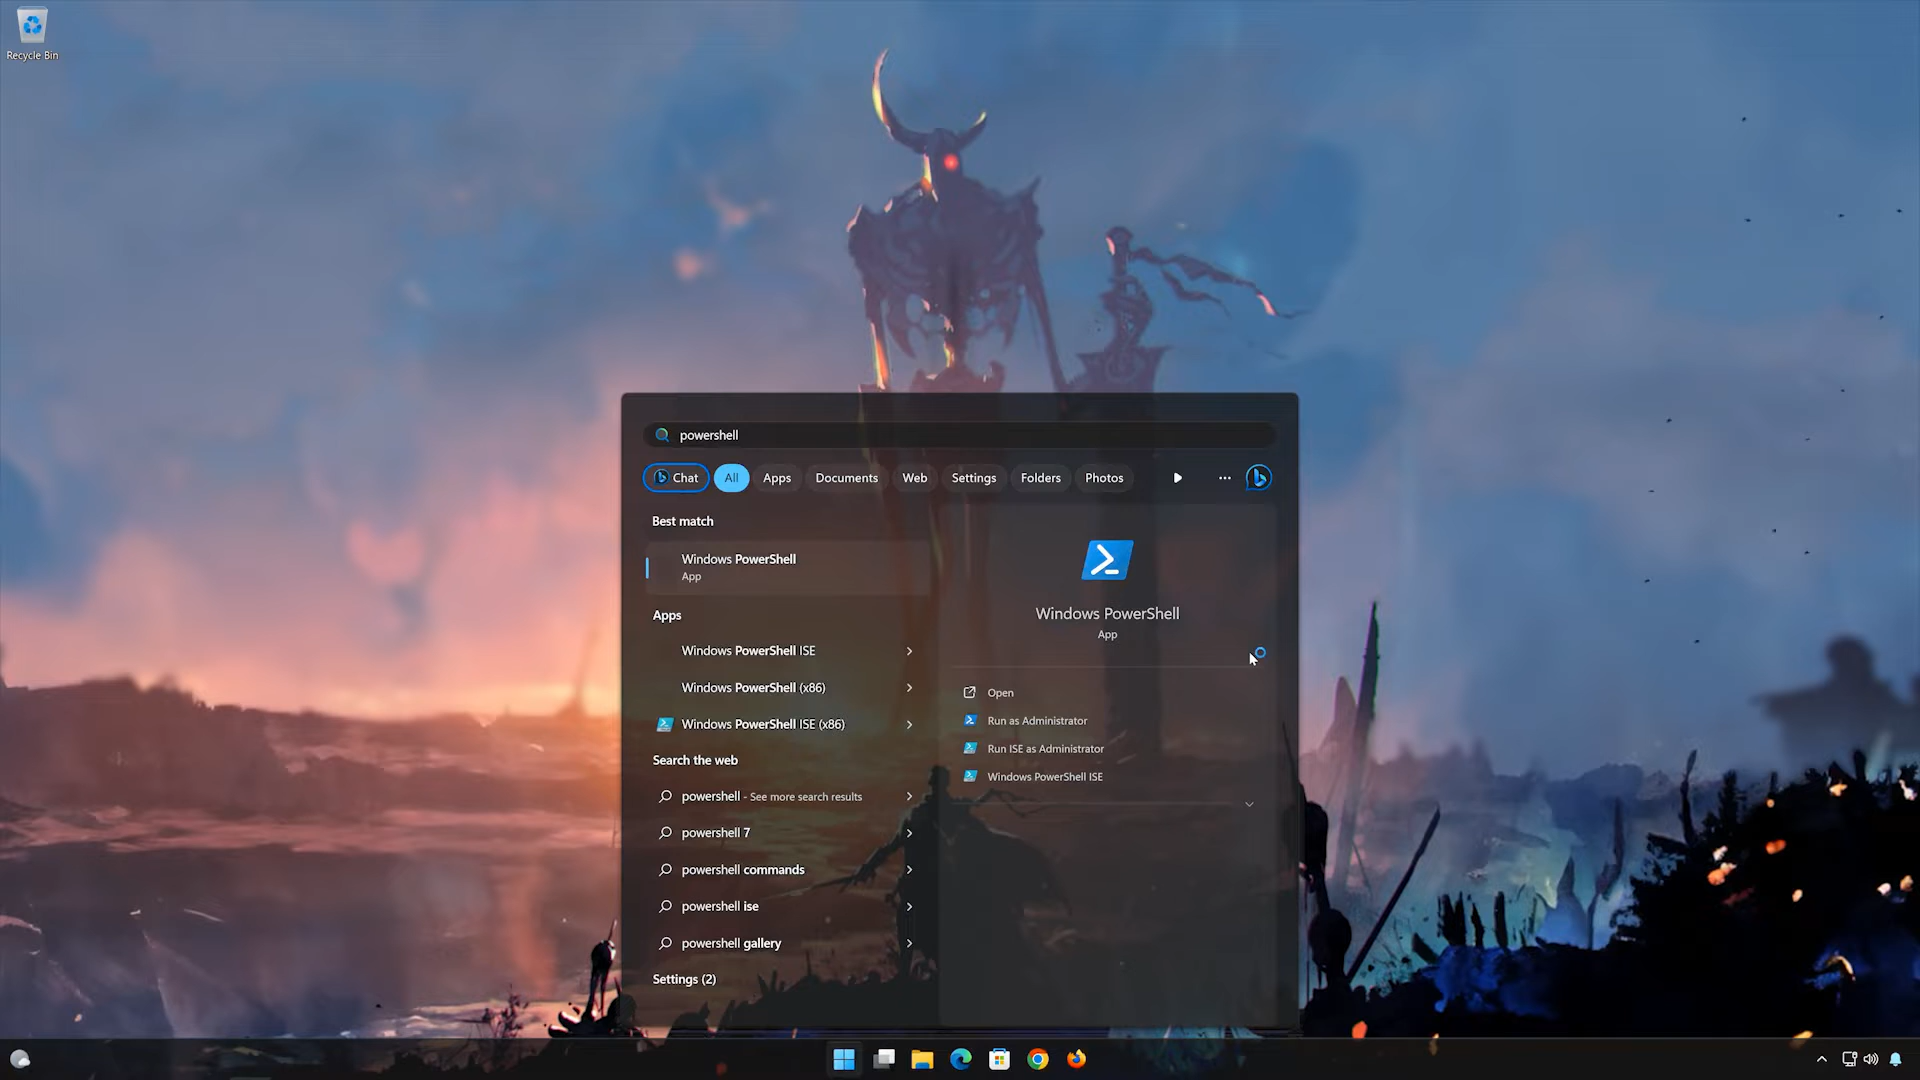 Recycle Bin
powershell
Chat
All
Apps
Documents
Web
Settings
Folders
Photos
Best match
Windows PowerShell
App
Apps
Windows PowerShell ISE
Windows PowerShell (x86)
Windows PowerShell ISE (x86)
Search the web
powershell - See more search results
powershell 7
powershell commands
powershell ise
powershell gallery
Settings (2)
Windows PowerShell
App
Open
Run as Administrator
Run ISE as Administrator
Windows PowerShell ISE